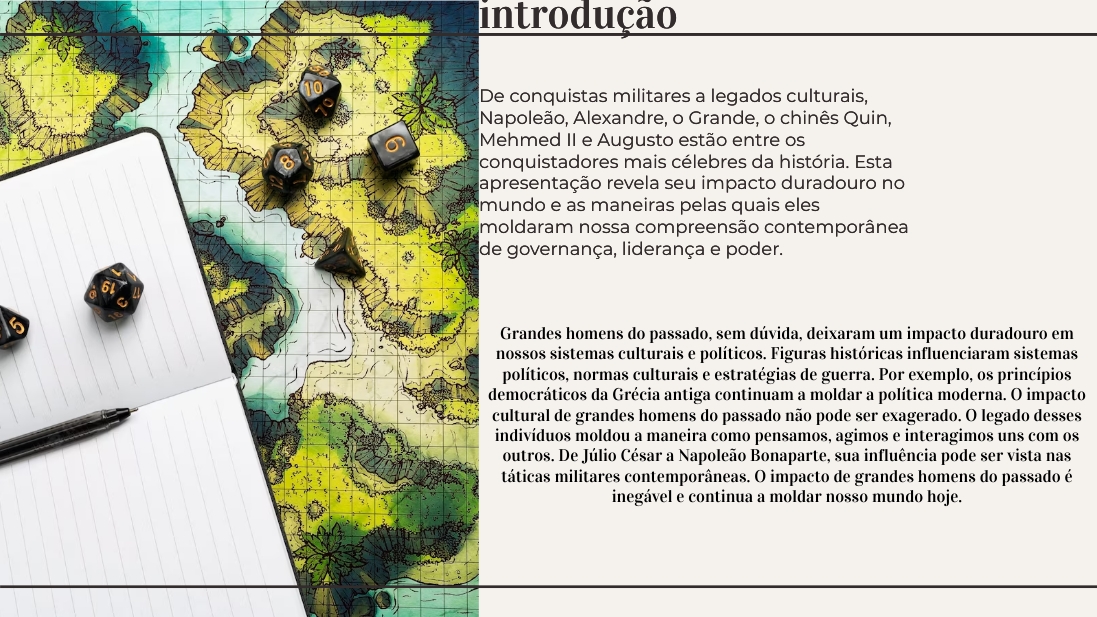 introdução
De conquistas militares a legados culturais,
Napoleão, Alexandre, o Grande, o chinês Quin,
Mehmed II e Augusto estão entre os
conquistadores mais célebres da história. Esta
apresentação revela seu impacto duradouro no
mundo e as maneiras pelas quais eles
moldaram nossa compreensão contemporânea
de governança, liderança e poder.
Grandes homens do passado, sem dúvida, deixaram um impacto duradouro em
nossos sistemas culturais e políticos. Figuras históricas influenciaram sistemas
políticos, normas culturais e estratégias de guerra. Por exemplo, os princípios
democráticos da Grécia antiga continuam a moldar a política moderna. O impacto
cultural de grandes homens do passado não pode ser exagerado. O legado desses
indivíduos moldou a maneira como pensamos, agimos e interagimos uns com os
outros. De Júlio César a Napoleão Bonaparte, sua influência pode ser vista nas
táticas militares contemporâneas. O impacto de grandes homens do passado é
inegável e continua a moldar nosso mundo hoje.
10
8
6
19
5